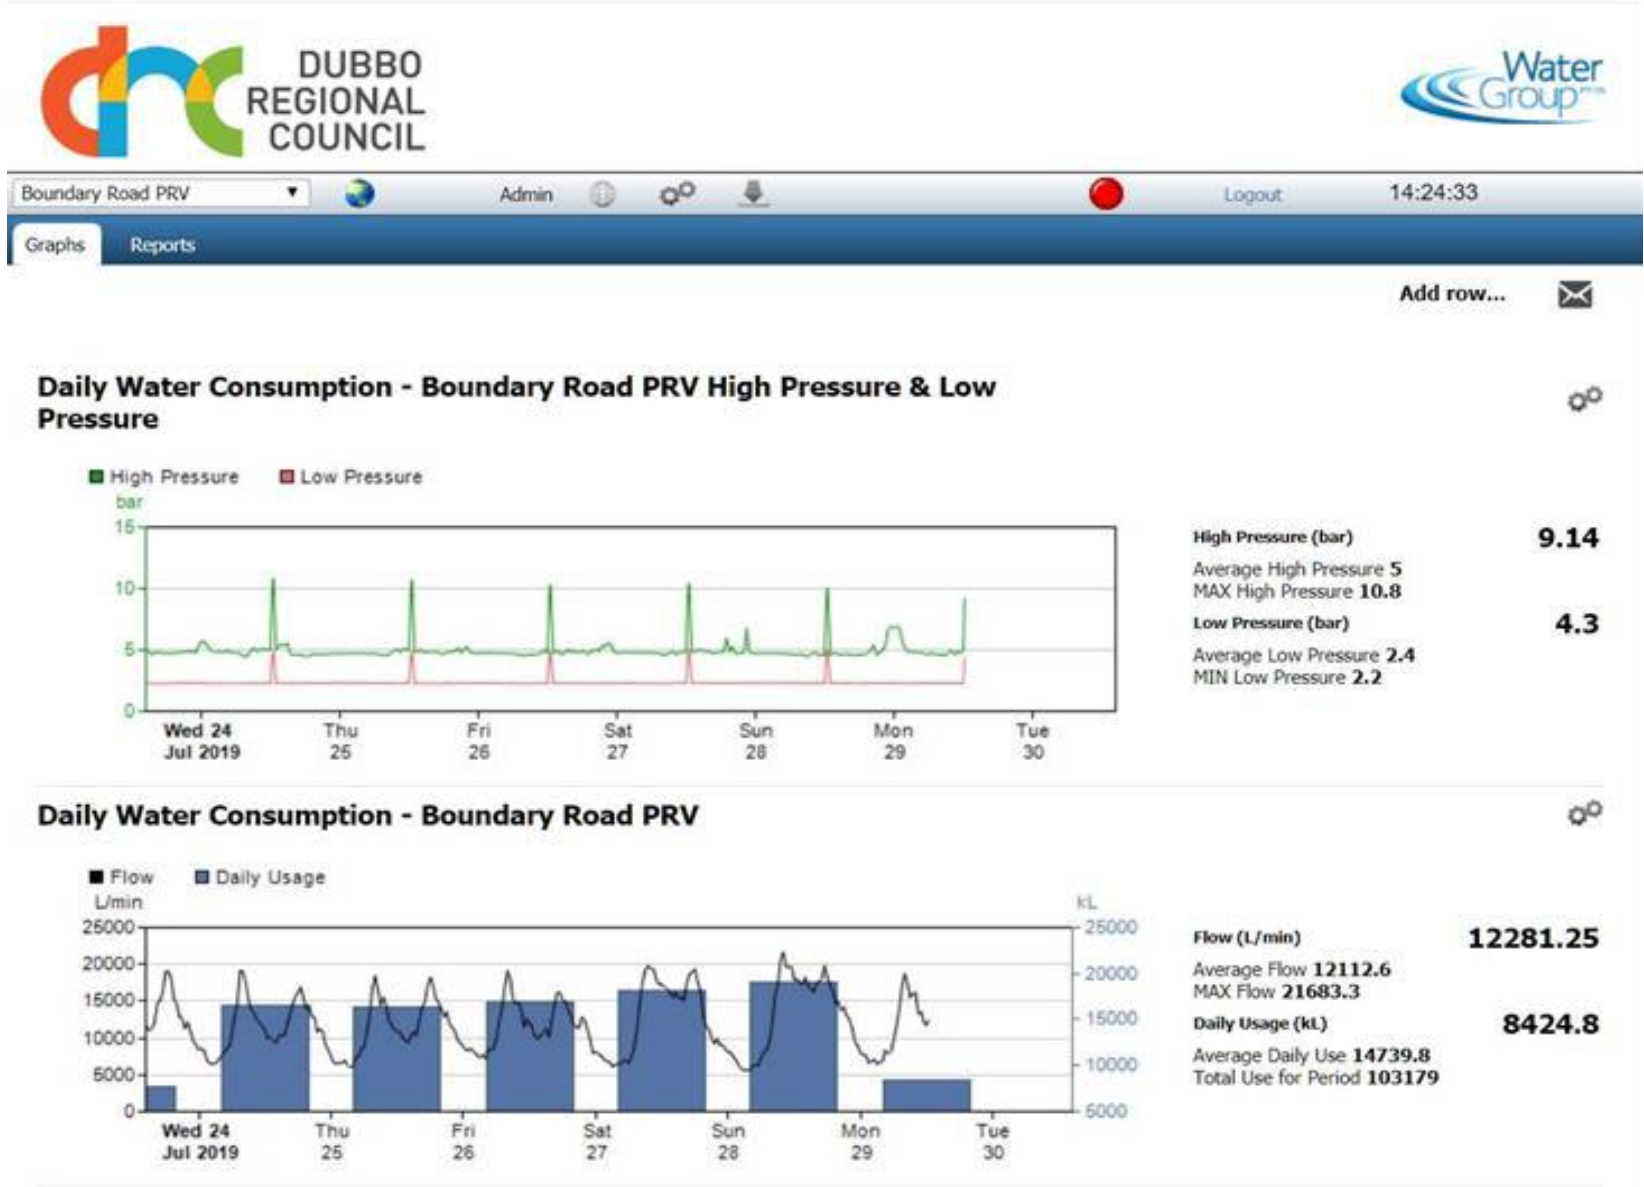 DUBBO
REGIONAL
COUNCIL
Water
Group
Boundary Road PRV
Admin
Logout
14:24:33
Graphs
Reports
Add row...
Daily Water Consumption - Boundary Road PRV High Pressure & Low
Pressure
High Pressure
Low Pressure
bar
15
10
5
0
Wed 24
Jul 2019
Thu
25
Fri
26
Sat
27
Sun
28
Mon
29
Tue
30
High Pressure (bar) 9.14
Average High Pressure 5
MAX High Pressure 10.8
Low Pressure (bar) 4.3
Average Low Pressure 2.4
MIN Low Pressure 2.2
Daily Water Consumption - Boundary Road PRV
Flow
Daily Usage
L/min
kL
25000
20000
15000
10000
5000
0
25000
20000
15000
10000
5000
Wed 24
Jul 2019
Thu
25
Fri
26
Sat
27
Sun
28
Mon
29
Tue
30
Flow (L/min) 12281.25
Average Flow 12112.6
MAX Flow 21683.3
Daily Usage (kL) 8424.8
Average Daily Use 14739.8
Total Use for Period 103179